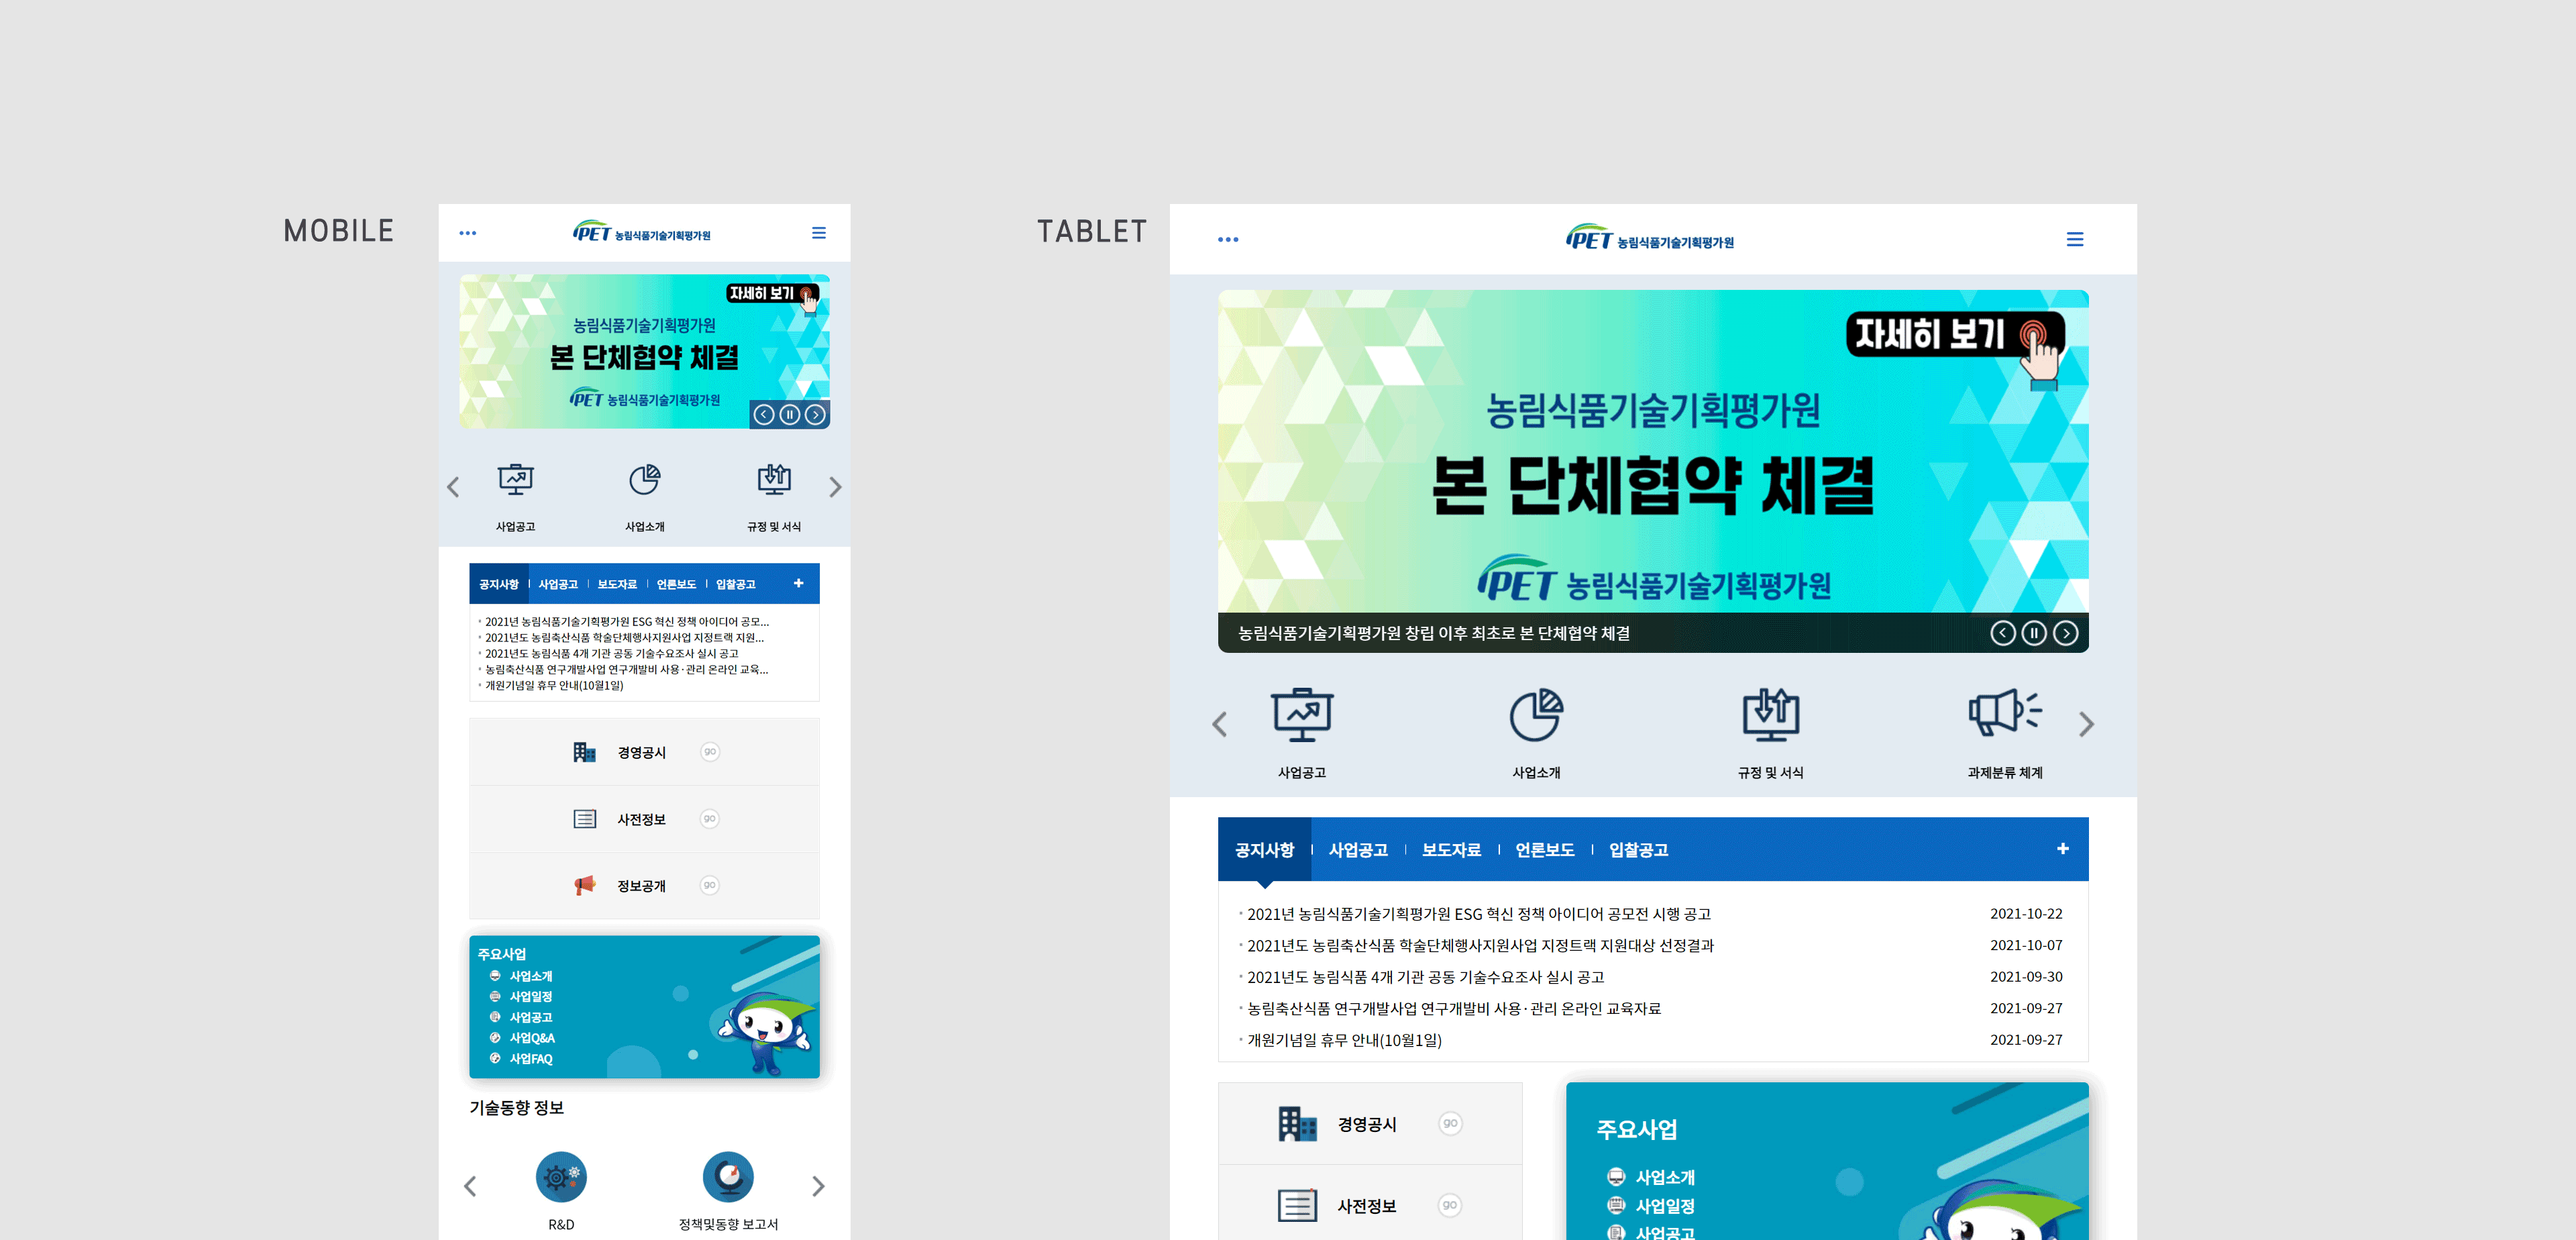 MOBILE
iPET 농림식품기술기획평가원
자세히 보기
농림식품기술기획평가원
본 단체협약 체결
iPET 농림식품기술기획평가원
사업공고
사업소개
규정 및 서식
공지사항 사업공고 보도자료 언론보도 입찰공고 +
2021년 농림식품기술기획평가원 ESG 혁신 정책 아이디어 공모...
2021년도 농림축산식품 학술단체행사지원사업 지정트랙 지원...
2021년도 농림식품 4개 기관 공동 기술수요조사 실시 공고
농림축산식품 연구개발사업 연구개발비 사용·관리 온라인 교육...
개원기념일 휴무 안내(10월1일)
경영공시 go
사전정보 go
정보공개 go
주요사업
사업소개
사업일정
사업공고
사업Q&A
사업FAQ
기술동향 정보
R&D
정책및동향 보고서
TABLET
iPET 농림식품기술기획평가원
자세히 보기
농림식품기술기획평가원
본 단체협약 체결
iPET 농림식품기술기획평가원
농림식품기술기획평가원 창립 이후 최초로 본 단체협약 체결
사업공고
사업소개
규정 및 서식
과제분류 체계
공지사항 사업공고 보도자료 언론보도 입찰공고 +
2021년 농림식품기술기획평가원 ESG 혁신 정책 아이디어 공모전 시행 공고 2021-10-22
2021년도 농림축산식품 학술단체행사지원사업 지정트랙 지원대상 선정결과 2021-10-07
2021년도 농림식품 4개 기관 공동 기술수요조사 실시 공고 2021-09-30
농림축산식품 연구개발사업 연구개발비 사용·관리 온라인 교육자료 2021-09-27
개원기념일 휴무 안내(10월1일) 2021-09-27
경영공시 go
사전정보 go
주요사업
사업소개
사업일정
사업공고